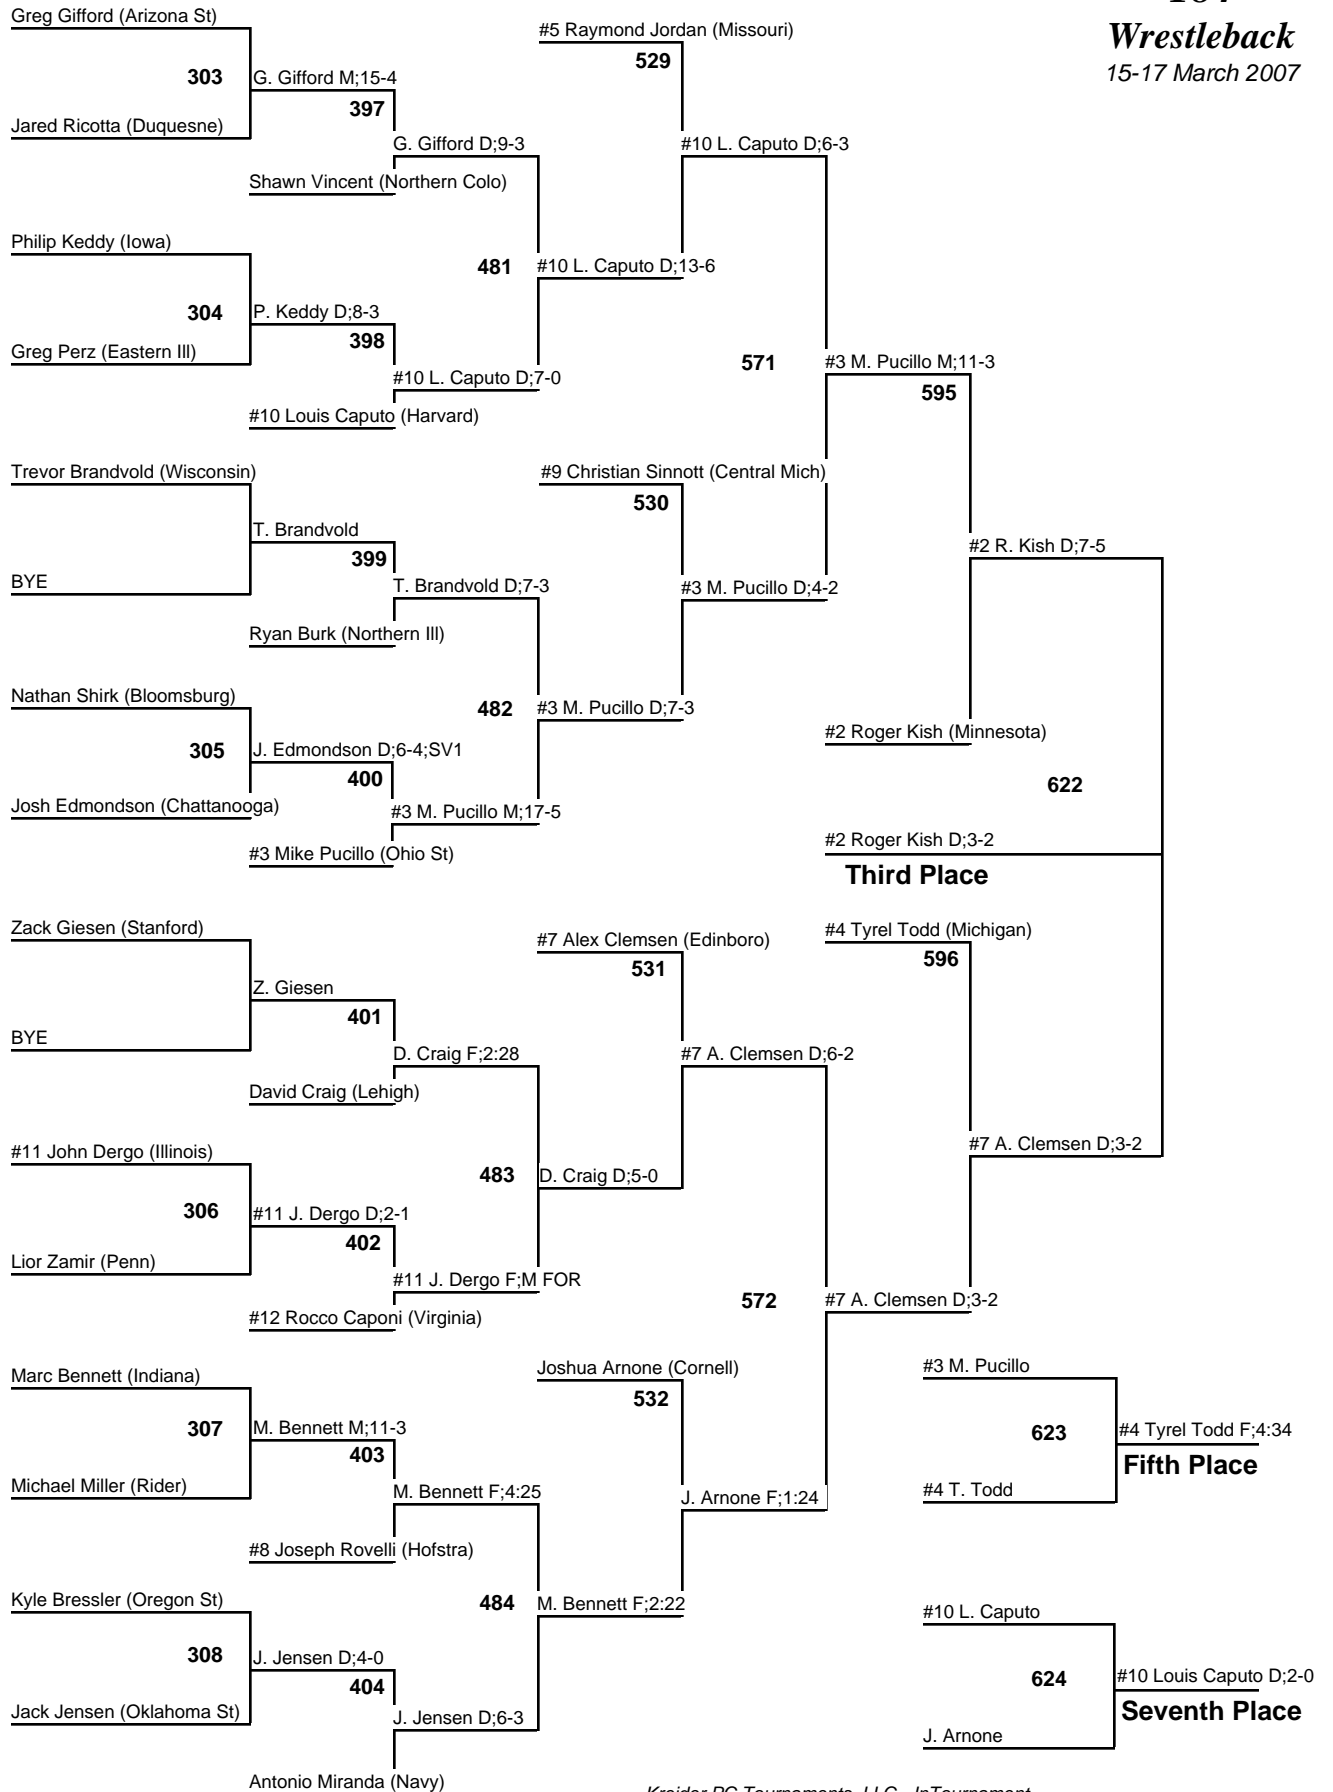 Wrestleback
15-17 March 2007
Greg Gifford (Arizona St)
303
Jared Ricotta (Duquesne)
G. Gifford M;15-4
397
Shawn Vincent (Northern Colo)
G. Gifford D;9-3
Philip Keddy (Iowa)
304
Greg Perz (Eastern Ill)
P. Keddy D;8-3
398
#10 Louis Caputo (Harvard)
#10 L. Caputo D;7-0
481
#10 L. Caputo D;13-6
#5 Raymond Jordan (Missouri)
529
#10 L. Caputo D;6-3
Trevor Brandvold (Wisconsin)
BYE
T. Brandvold
399
Ryan Burk (Northern Ill)
T. Brandvold D;7-3
Nathan Shirk (Bloomsburg)
305
Josh Edmondson (Chattanooga)
J. Edmondson D;6-4;SV1
400
#3 Mike Pucillo (Ohio St)
#3 M. Pucillo M;17-5
482
#3 M. Pucillo D;7-3
#9 Christian Sinnott (Central Mich)
530
#3 M. Pucillo D;4-2
571
#3 M. Pucillo M;11-3
595
#2 Roger Kish (Minnesota)
#2 R. Kish D;7-5
622
#2 Roger Kish D;3-2
Third Place
Zack Giesen (Stanford)
BYE
Z. Giesen
401
David Craig (Lehigh)
D. Craig F;2:28
#11 John Dergo (Illinois)
306
Lior Zamir (Penn)
#11 J. Dergo D;2-1
402
#12 Rocco Caponi (Virginia)
#11 J. Dergo F;M FOR
483
D. Craig D;5-0
#7 Alex Clemsen (Edinboro)
531
#7 A. Clemsen D;6-2
#4 Tyrel Todd (Michigan)
596
#7 A. Clemsen D;3-2
572
#7 A. Clemsen D;3-2
Marc Bennett (Indiana)
307
Michael Miller (Rider)
M. Bennett M;11-3
403
#8 Joseph Rovelli (Hofstra)
M. Bennett F;4:25
Kyle Bressler (Oregon St)
308
Jack Jensen (Oklahoma St)
J. Jensen D;4-0
404
Antonio Miranda (Navy)
J. Jensen D;6-3
484
M. Bennett F;2:22
Joshua Arnone (Cornell)
532
J. Arnone F;1:24
#3 M. Pucillo
623
#4 T. Todd
#4 Tyrel Todd F;4:34
Fifth Place
#10 L. Caputo
624
J. Arnone
#10 Louis Caputo D;2-0
Seventh Place